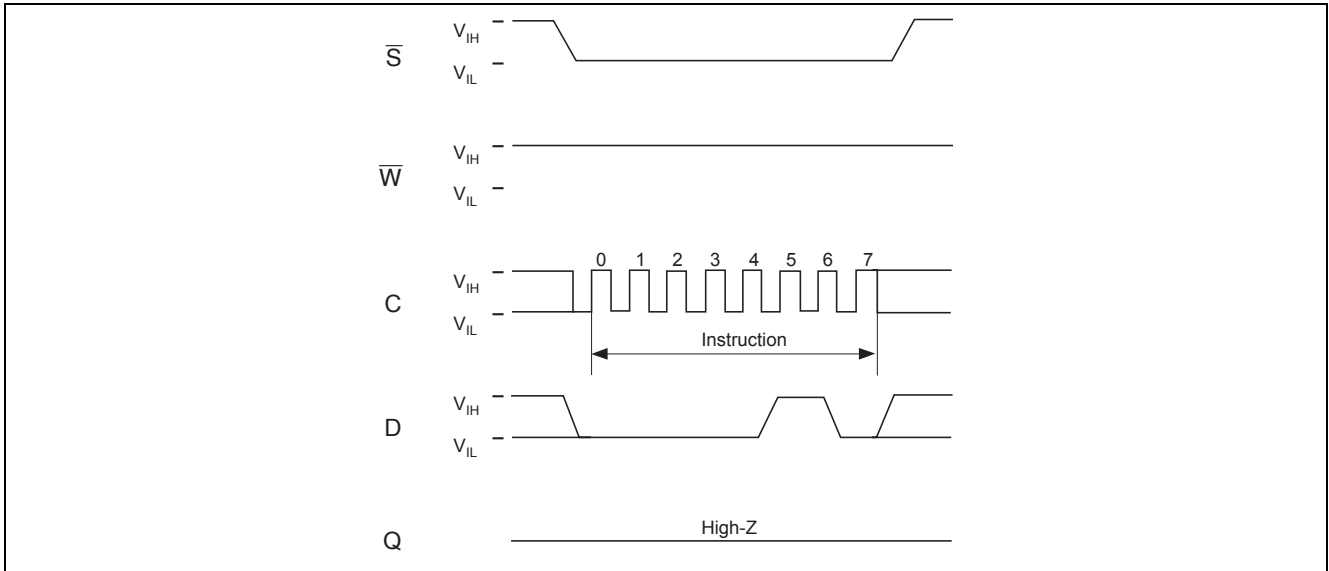 V_IH
S̅
V_IL
V_IH
W̅
V_IL
0 1 2 3 4 5 6 7
V_IH
C
V_IL
Instruction
V_IH
D
V_IL
High-Z
Q